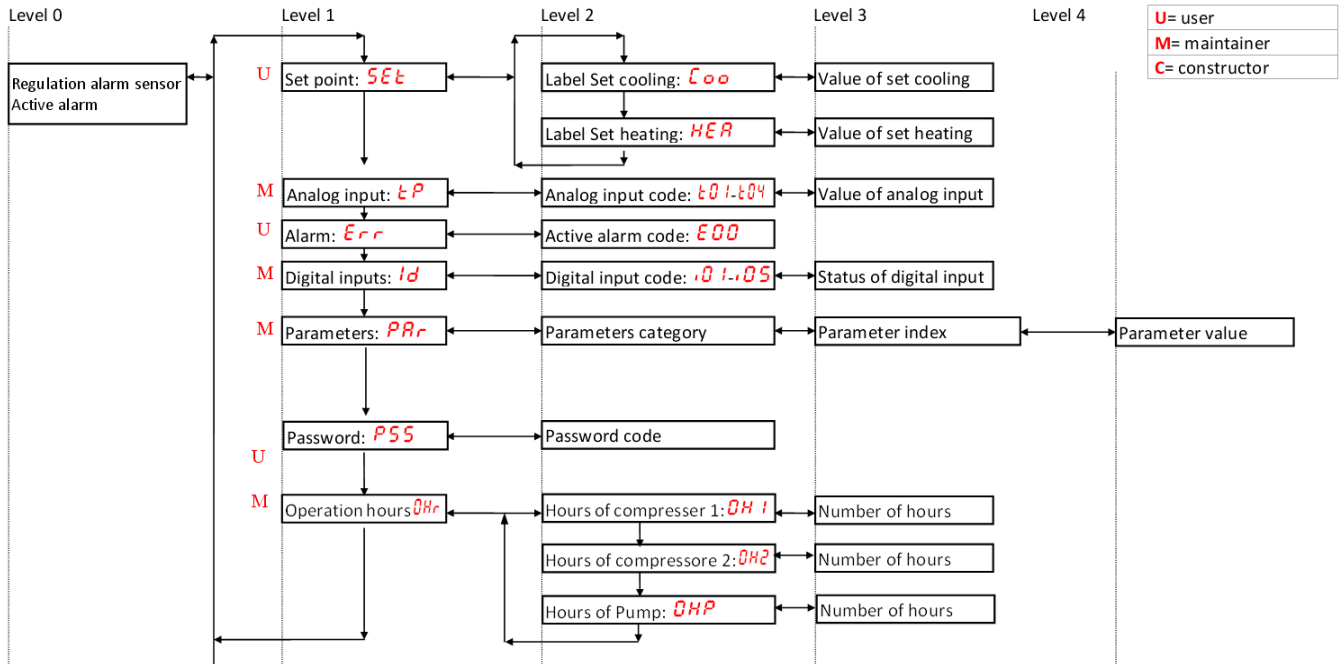 Level 0 Level 1 Level 2 Level 3 Level 4
U= user
M= maintainer
C= constructor
Regulation alarm sensor
Active alarm
U Set point: SEt Label Set cooling: Coo Value of set cooling
Label Set heating: HEA Value of set heating
M Analog input: tP Analog input code: t01-t04 Value of analog input
U Alarm: Err Active alarm code: E00
M Digital inputs: Id Digital input code: i01-i05 Status of digital input
M Parameters: PAr Parameters category Parameter index Parameter value
Password: PSS Password code
U
M Operation hours OHr Hours of compresser 1: OH1 Number of hours
Hours of compressore 2: OH2 Number of hours
Hours of Pump: OHP Number of hours